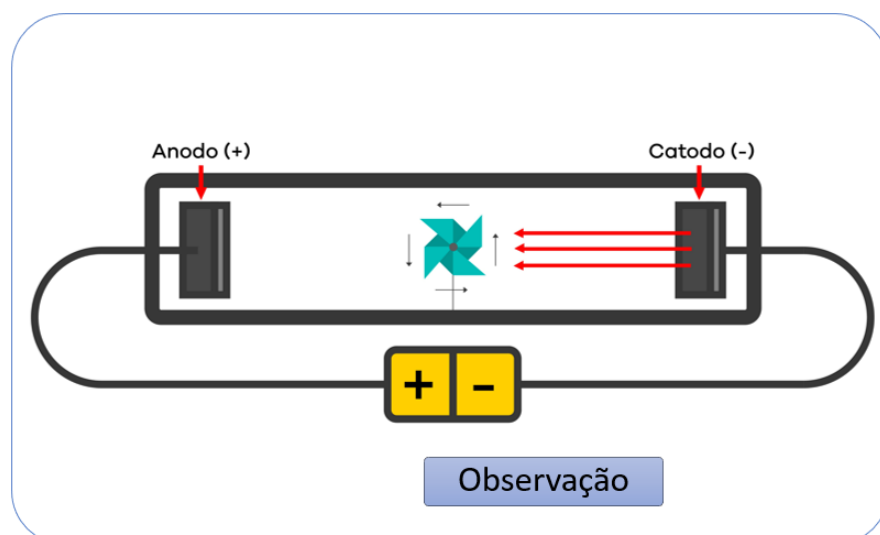 Anodo (+)
Catodo (-)
+ -
Observação